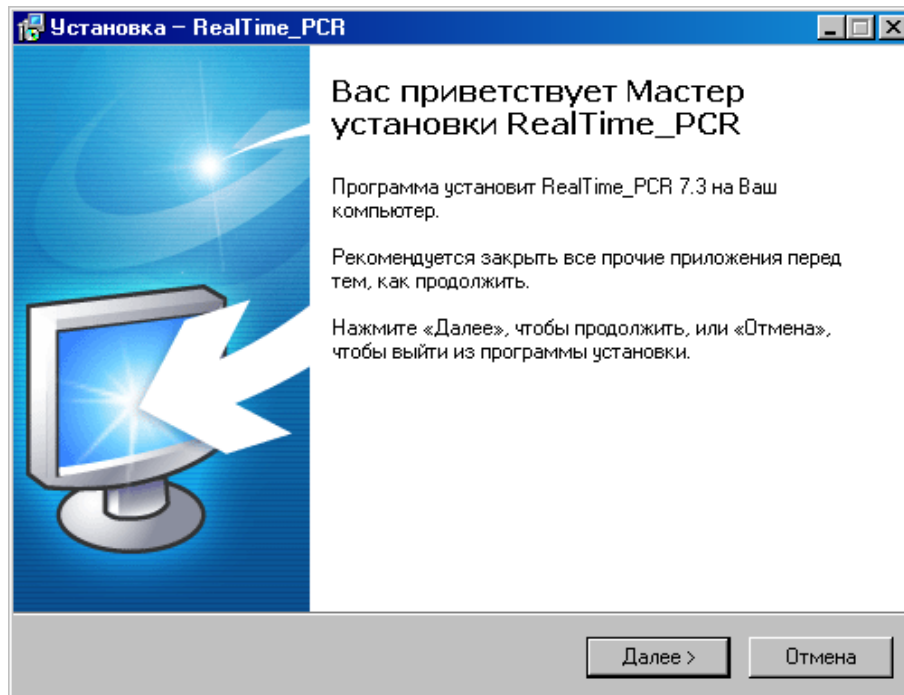 Установка – RealTime_PCR
Вас приветствует Мастер
установки RealTime_PCR
Программа установит RealTime_PCR 7.3 на Ваш
компьютер.
Рекомендуется закрыть все прочие приложения перед
тем, как продолжить.
Нажмите «Далее», чтобы продолжить, или «Отмена»,
чтобы выйти из программы установки.
Далее >
Отмена